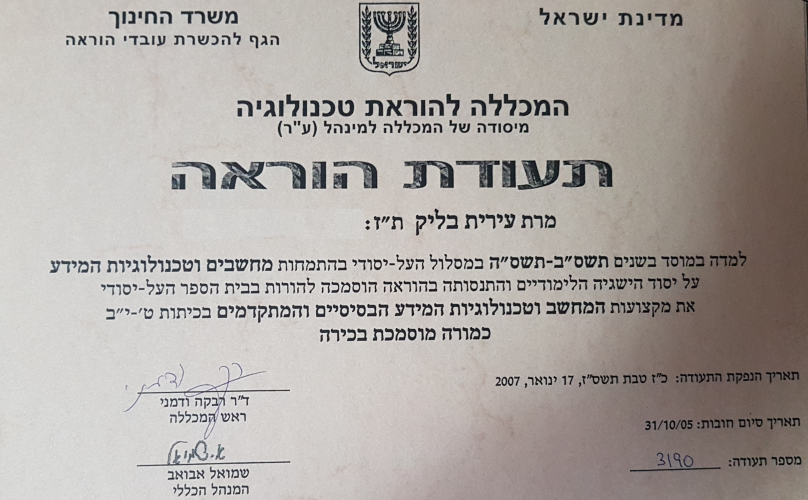 מדינת ישראל
משרד החינוך
הגף להכשרת עובדי הוראה
ישראל
המכללה להוראת טכנולוגיה
מיסודה של המכללה למינהל (ע"ר)
תעודת הוראה
מרת עירית בליק ת"ז:
למדה במוסד בשנים תשס"ב-תשס"ה במסלול העל-יסודי בהתמחות מחשבים וטכנולוגיות המידע
על יסוד הישגיה הלימודיים והתנסותה בהוראה הוסמכה להורות בבית הספר העל-יסודי
את מקצועות המחשב וטכנולוגיות המידע הבסיסיים והמתקדמים בכיתות ט'-י"ב
כמורה מוסמכת בכירה
תאריך הנפקת התעודה: כ"ז טבת תשס"ז, 17 ינואר, 2007
תאריך סיום חובות: 31/10/05
מספר תעודה: 3190
ד"ר רבקה ודמני
ראש המכללה
שמואל אבואב
המנהל הכללי